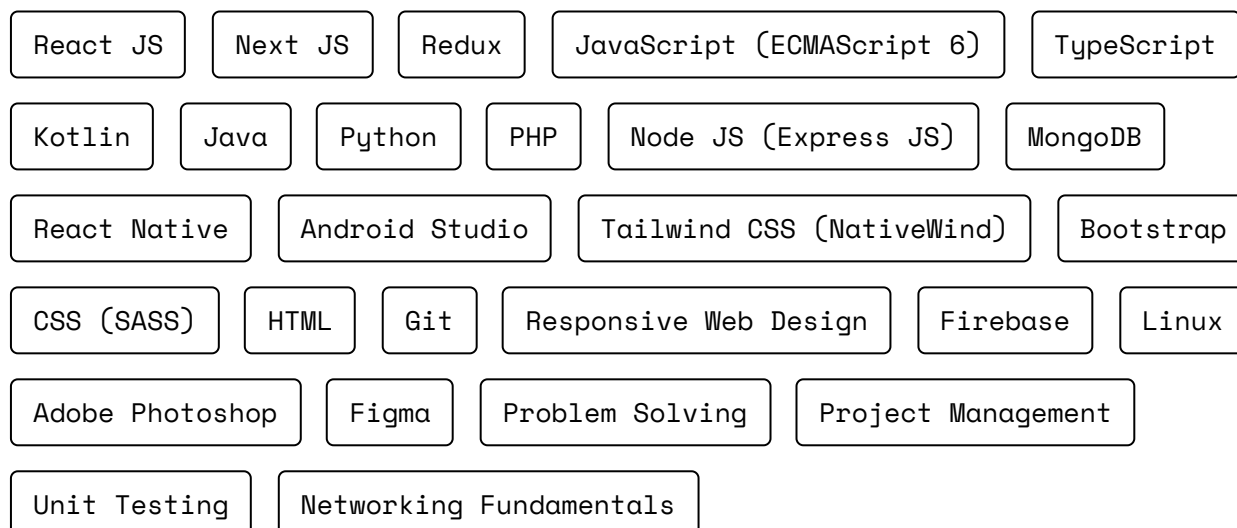 React JS Next JS Redux JavaScript (ECMAScript 6) TypeScript
Kotlin Java Python PHP Node JS (Express JS) MongoDB
React Native Android Studio Tailwind CSS (NativeWind) Bootstrap
CSS (SASS) HTML Git Responsive Web Design Firebase Linux
Adobe Photoshop Figma Problem Solving Project Management
Unit Testing Networking Fundamentals